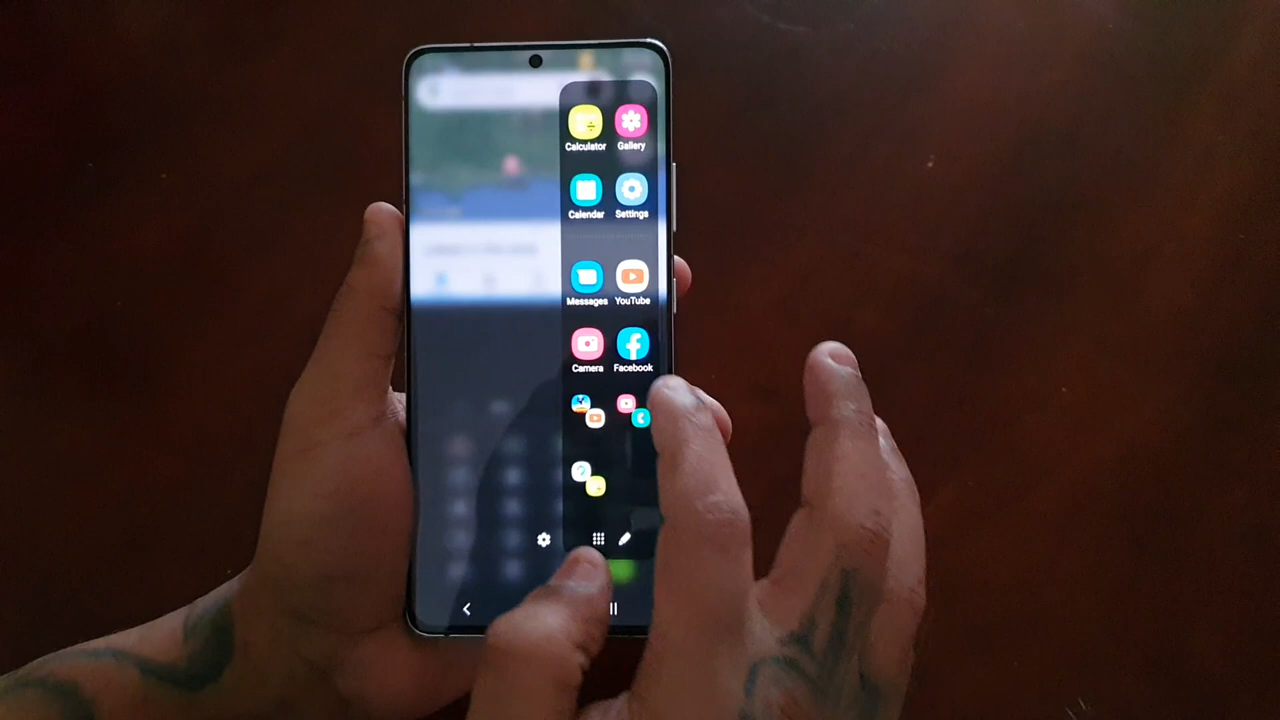 Calculator Gallery
Calendar Settings
Messages YouTube
Camera Facebook